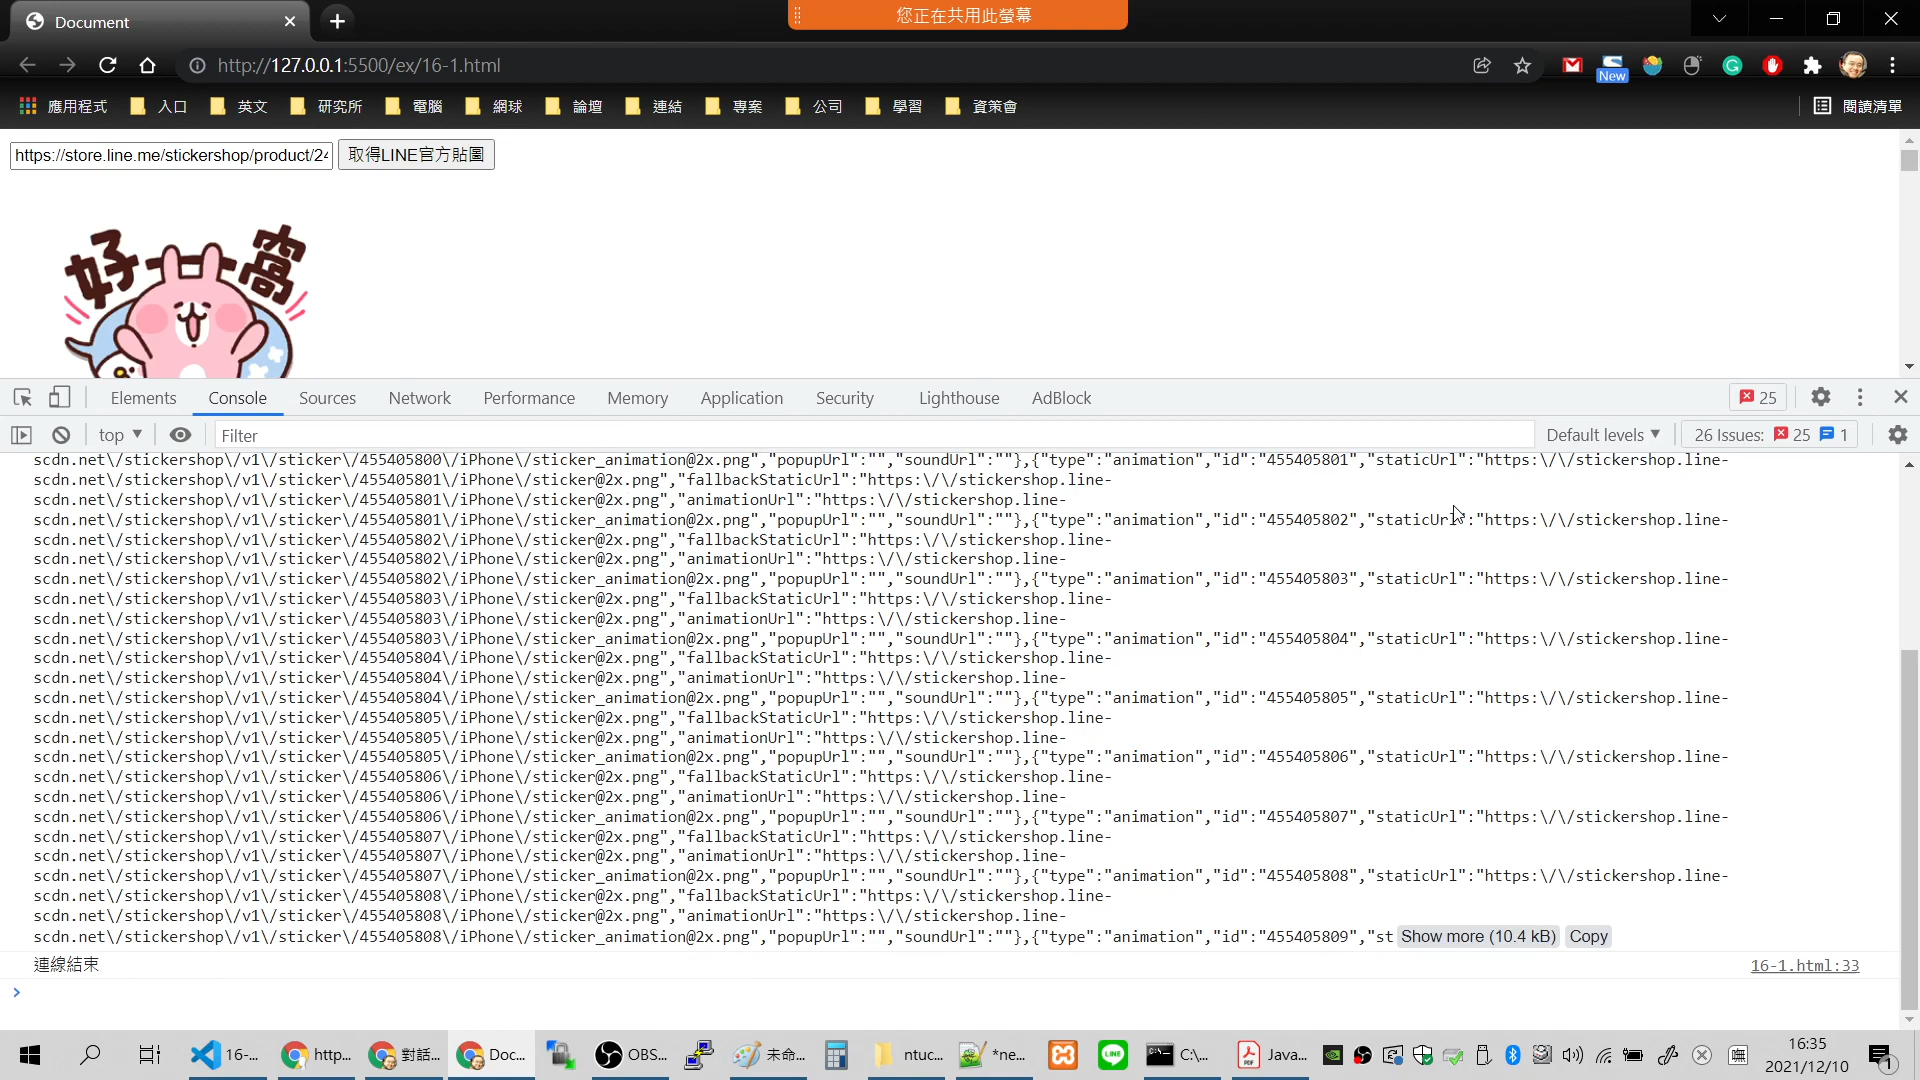 Document
您正在共用此螢幕
http://127.0.0.1:5500/ex/16-1.html
New
應用程式 入口 英文 研究所 電腦 網球 論壇 連結 專案 公司 學習 資策會 閱讀清單
https://store.line.me/stickershop/product/24 取得LINE官方貼圖
好 窩
Elements Console Sources Network Performance Memory Application Security Lighthouse AdBlock 25
top Filter Default levels 26 Issues: 25 1
scdn.net\/stickershop\/v1\/sticker\/455405800\/iPhone\/sticker_animation@2x.png","popupUrl":"","soundUrl":""},{"type":"animation","id":"455405801","staticUrl":"https:\/\/stickershop.line-
scdn.net\/stickershop\/v1\/sticker\/455405801\/iPhone\/sticker@2x.png","fallbackStaticUrl":"https:\/\/stickershop.line-
scdn.net\/stickershop\/v1\/sticker\/455405801\/iPhone\/sticker@2x.png","animationUrl":"https:\/\/stickershop.line-
scdn.net\/stickershop\/v1\/sticker\/455405801\/iPhone\/sticker_animation@2x.png","popupUrl":"","soundUrl":""},{"type":"animation","id":"455405802","staticUrl":"https:\/\/stickershop.line-
scdn.net\/stickershop\/v1\/sticker\/455405802\/iPhone\/sticker@2x.png","fallbackStaticUrl":"https:\/\/stickershop.line-
scdn.net\/stickershop\/v1\/sticker\/455405802\/iPhone\/sticker@2x.png","animationUrl":"https:\/\/stickershop.line-
scdn.net\/stickershop\/v1\/sticker\/455405802\/iPhone\/sticker_animation@2x.png","popupUrl":"","soundUrl":""},{"type":"animation","id":"455405803","staticUrl":"https:\/\/stickershop.line-
scdn.net\/stickershop\/v1\/sticker\/455405803\/iPhone\/sticker@2x.png","fallbackStaticUrl":"https:\/\/stickershop.line-
scdn.net\/stickershop\/v1\/sticker\/455405803\/iPhone\/sticker@2x.png","animationUrl":"https:\/\/stickershop.line-
scdn.net\/stickershop\/v1\/sticker\/455405803\/iPhone\/sticker_animation@2x.png","popupUrl":"","soundUrl":""},{"type":"animation","id":"455405804","staticUrl":"https:\/\/stickershop.line-
scdn.net\/stickershop\/v1\/sticker\/455405804\/iPhone\/sticker@2x.png","fallbackStaticUrl":"https:\/\/stickershop.line-
scdn.net\/stickershop\/v1\/sticker\/455405804\/iPhone\/sticker@2x.png","animationUrl":"https:\/\/stickershop.line-
scdn.net\/stickershop\/v1\/sticker\/455405804\/iPhone\/sticker_animation@2x.png","popupUrl":"","soundUrl":""},{"type":"animation","id":"455405805","staticUrl":"https:\/\/stickershop.line-
scdn.net\/stickershop\/v1\/sticker\/455405805\/iPhone\/sticker@2x.png","fallbackStaticUrl":"https:\/\/stickershop.line-
scdn.net\/stickershop\/v1\/sticker\/455405805\/iPhone\/sticker@2x.png","animationUrl":"https:\/\/stickershop.line-
scdn.net\/stickershop\/v1\/sticker\/455405805\/iPhone\/sticker_animation@2x.png","popupUrl":"","soundUrl":""},{"type":"animation","id":"455405806","staticUrl":"https:\/\/stickershop.line-
scdn.net\/stickershop\/v1\/sticker\/455405806\/iPhone\/sticker@2x.png","fallbackStaticUrl":"https:\/\/stickershop.line-
scdn.net\/stickershop\/v1\/sticker\/455405806\/iPhone\/sticker@2x.png","animationUrl":"https:\/\/stickershop.line-
scdn.net\/stickershop\/v1\/sticker\/455405806\/iPhone\/sticker_animation@2x.png","popupUrl":"","soundUrl":""},{"type":"animation","id":"455405807","staticUrl":"https:\/\/stickershop.line-
scdn.net\/stickershop\/v1\/sticker\/455405807\/iPhone\/sticker@2x.png","fallbackStaticUrl":"https:\/\/stickershop.line-
scdn.net\/stickershop\/v1\/sticker\/455405807\/iPhone\/sticker@2x.png","animationUrl":"https:\/\/stickershop.line-
scdn.net\/stickershop\/v1\/sticker\/455405807\/iPhone\/sticker_animation@2x.png","popupUrl":"","soundUrl":""},{"type":"animation","id":"455405808","staticUrl":"https:\/\/stickershop.line-
scdn.net\/stickershop\/v1\/sticker\/455405808\/iPhone\/sticker@2x.png","fallbackStaticUrl":"https:\/\/stickershop.line-
scdn.net\/stickershop\/v1\/sticker\/455405808\/iPhone\/sticker@2x.png","animationUrl":"https:\/\/stickershop.line-
scdn.net\/stickershop\/v1\/sticker\/455405808\/iPhone\/sticker_animation@2x.png","popupUrl":"","soundUrl":""},{"type":"animation","id":"455405809","st Show more (10.4 kB) Copy
連線結束 16-1.html:33
16-... http... 對話... Doc... OBS... 未命... ntuc... *ne... C:\... Java... 16:35
2021/12/10 1